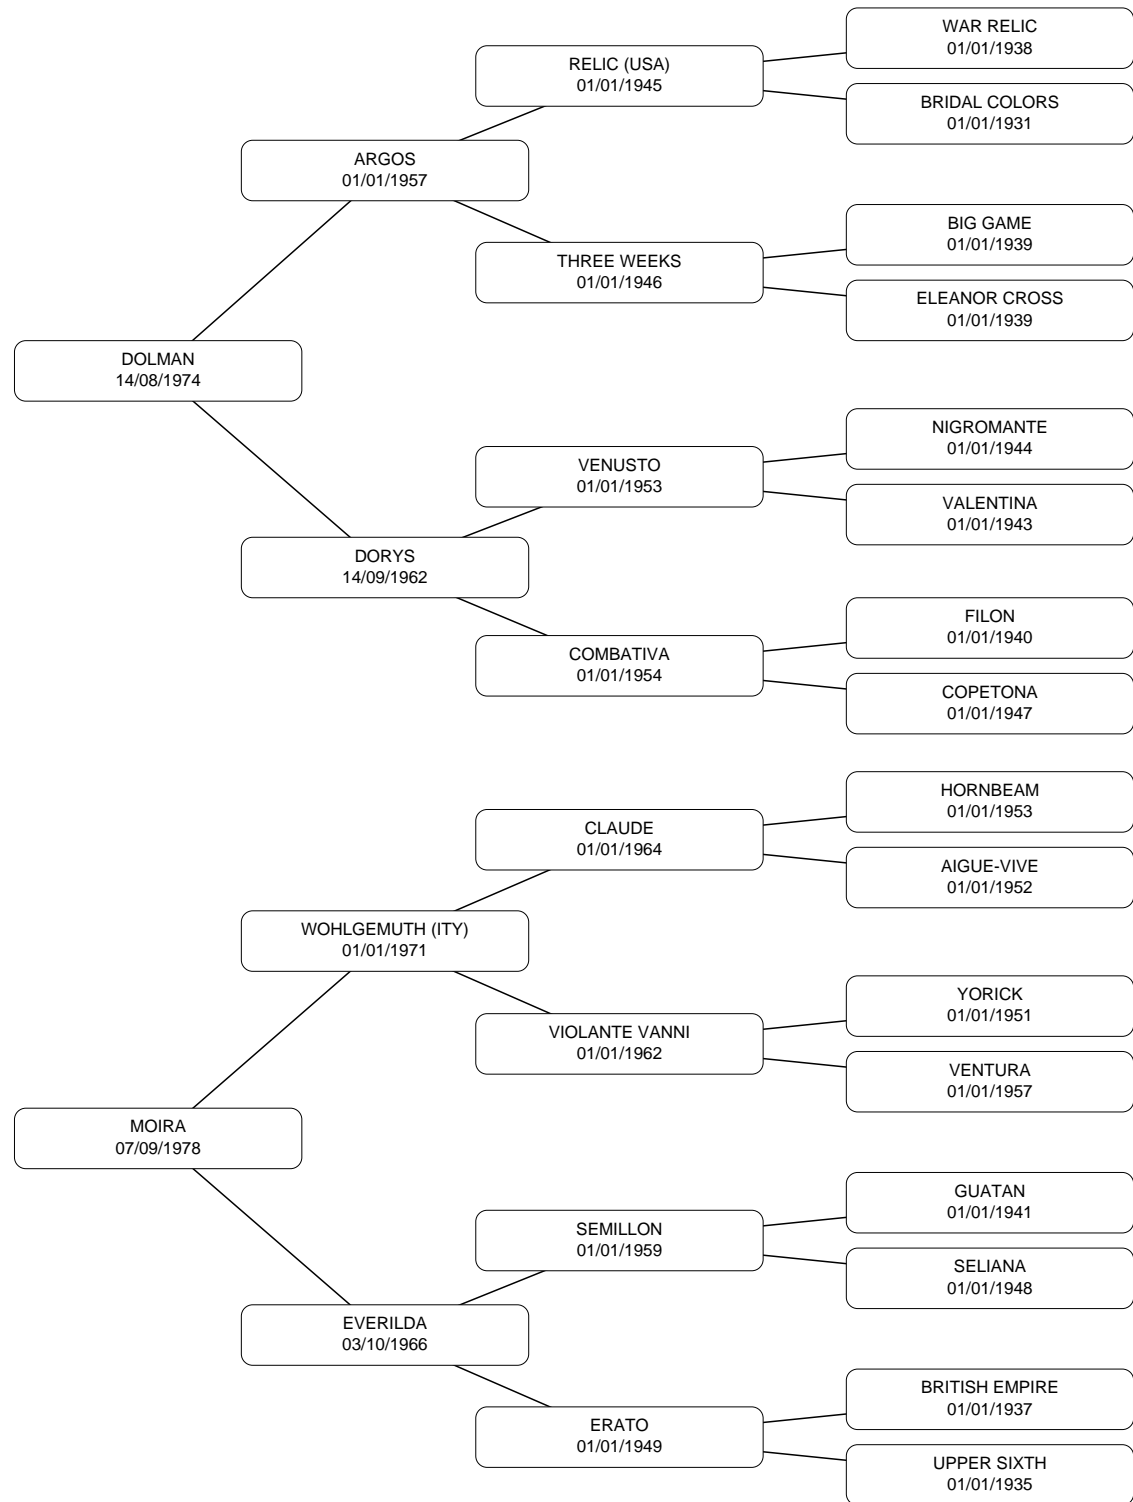 WAR RELIC
01/01/1938
RELIC (USA)
01/01/1945
BRIDAL COLORS
01/01/1931
ARGOS
01/01/1957
BIG GAME
01/01/1939
THREE WEEKS
01/01/1946
ELEANOR CROSS
01/01/1939
DOLMAN
14/08/1974
NIGROMANTE
01/01/1944
VENUSTO
01/01/1953
VALENTINA
01/01/1943
DORYS
14/09/1962
FILON
01/01/1940
COMBATIVA
01/01/1954
COPETONA
01/01/1947
HORNBEAM
01/01/1953
CLAUDE
01/01/1964
AIGUE-VIVE
01/01/1952
WOHLGEMUTH (ITY)
01/01/1971
YORICK
01/01/1951
VIOLANTE VANNI
01/01/1962
VENTURA
01/01/1957
MOIRA
07/09/1978
GUATAN
01/01/1941
SEMILLON
01/01/1959
SELIANA
01/01/1948
EVERILDA
03/10/1966
BRITISH EMPIRE
01/01/1937
ERATO
01/01/1949
UPPER SIXTH
01/01/1935